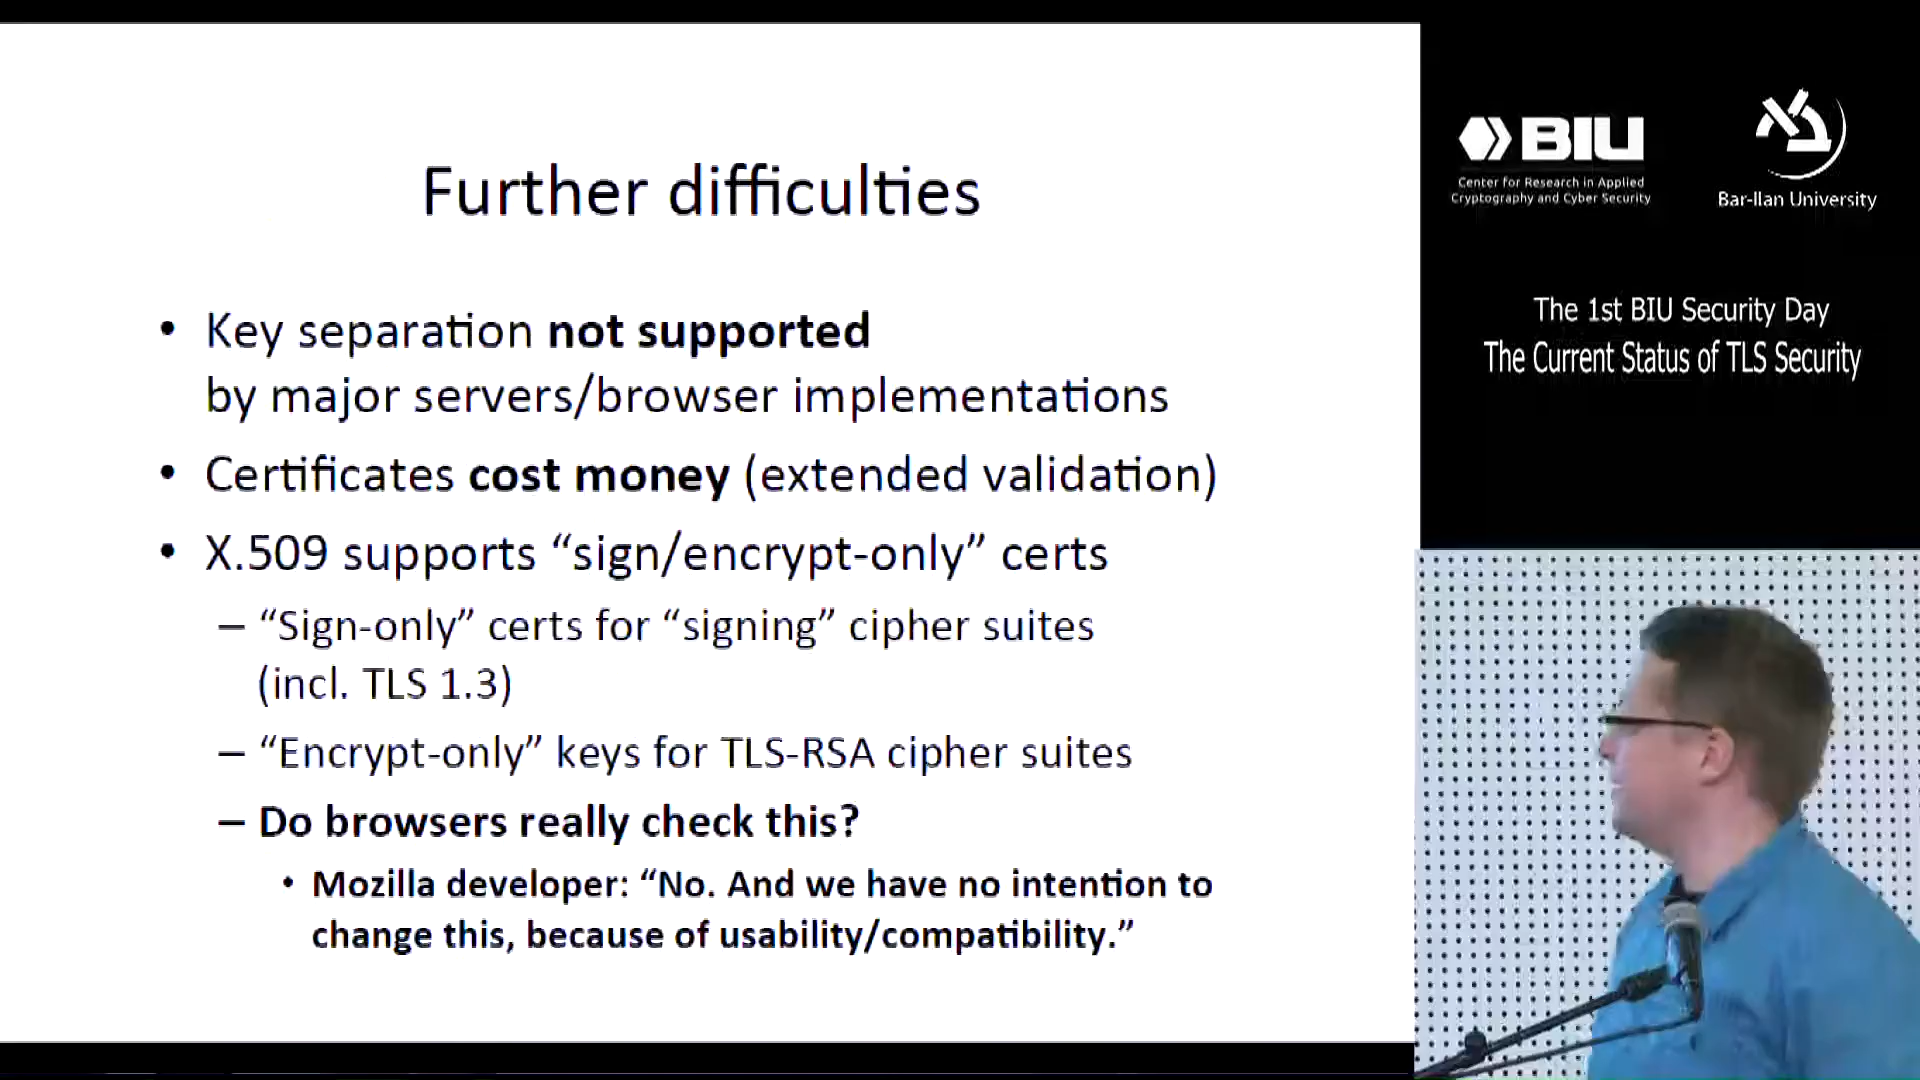 Further difficulties
• Key separation not supported
by major servers/browser implementations
• Certificates cost money (extended validation)
• X.509 supports “sign/encrypt-only” certs
– “Sign-only” certs for “signing” cipher suites
(incl. TLS 1.3)
– “Encrypt-only” keys for TLS-RSA cipher suites
– Do browsers really check this?
• Mozilla developer: “No. And we have no intention to
change this, because of usability/compatibility.”
BIU
Center for Research in Applied
Cryptography and Cyber Security
Bar-Ilan University
The 1st BIU Security Day
The Current Status of TLS Security